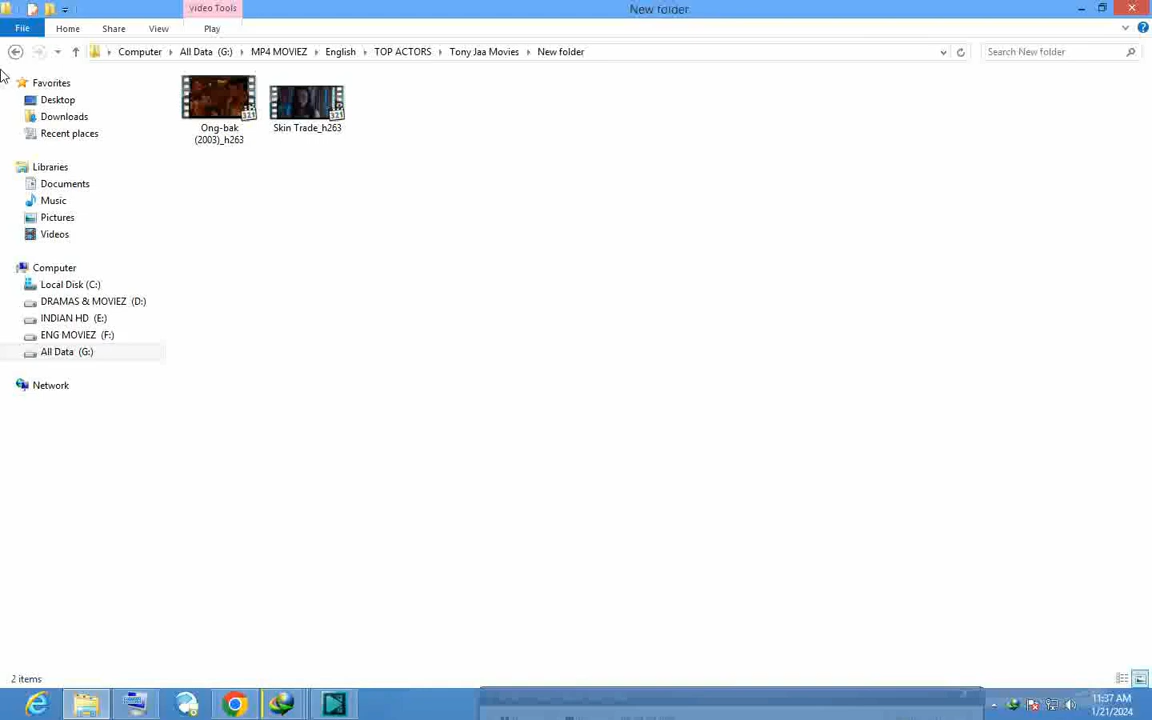 Video Tools
New folder
File Home Share View Play
Computer All Data (G:) MP4 MOVIEZ English TOP ACTORS Tony Jaa Movies New folder
Search New folder
Favorites
Desktop
Downloads
Recent places
Libraries
Documents
Music
Pictures
Videos
Computer
Local Disk (C:)
DRAMAS & MOVIEZ (D:)
INDIAN HD (E:)
ENG MOVIEZ (F:)
All Data (G:)
Network
321
Ong-bak
(2003)_h263
321
Skin Trade_h263
2 items
11:37 AM
1/21/2024